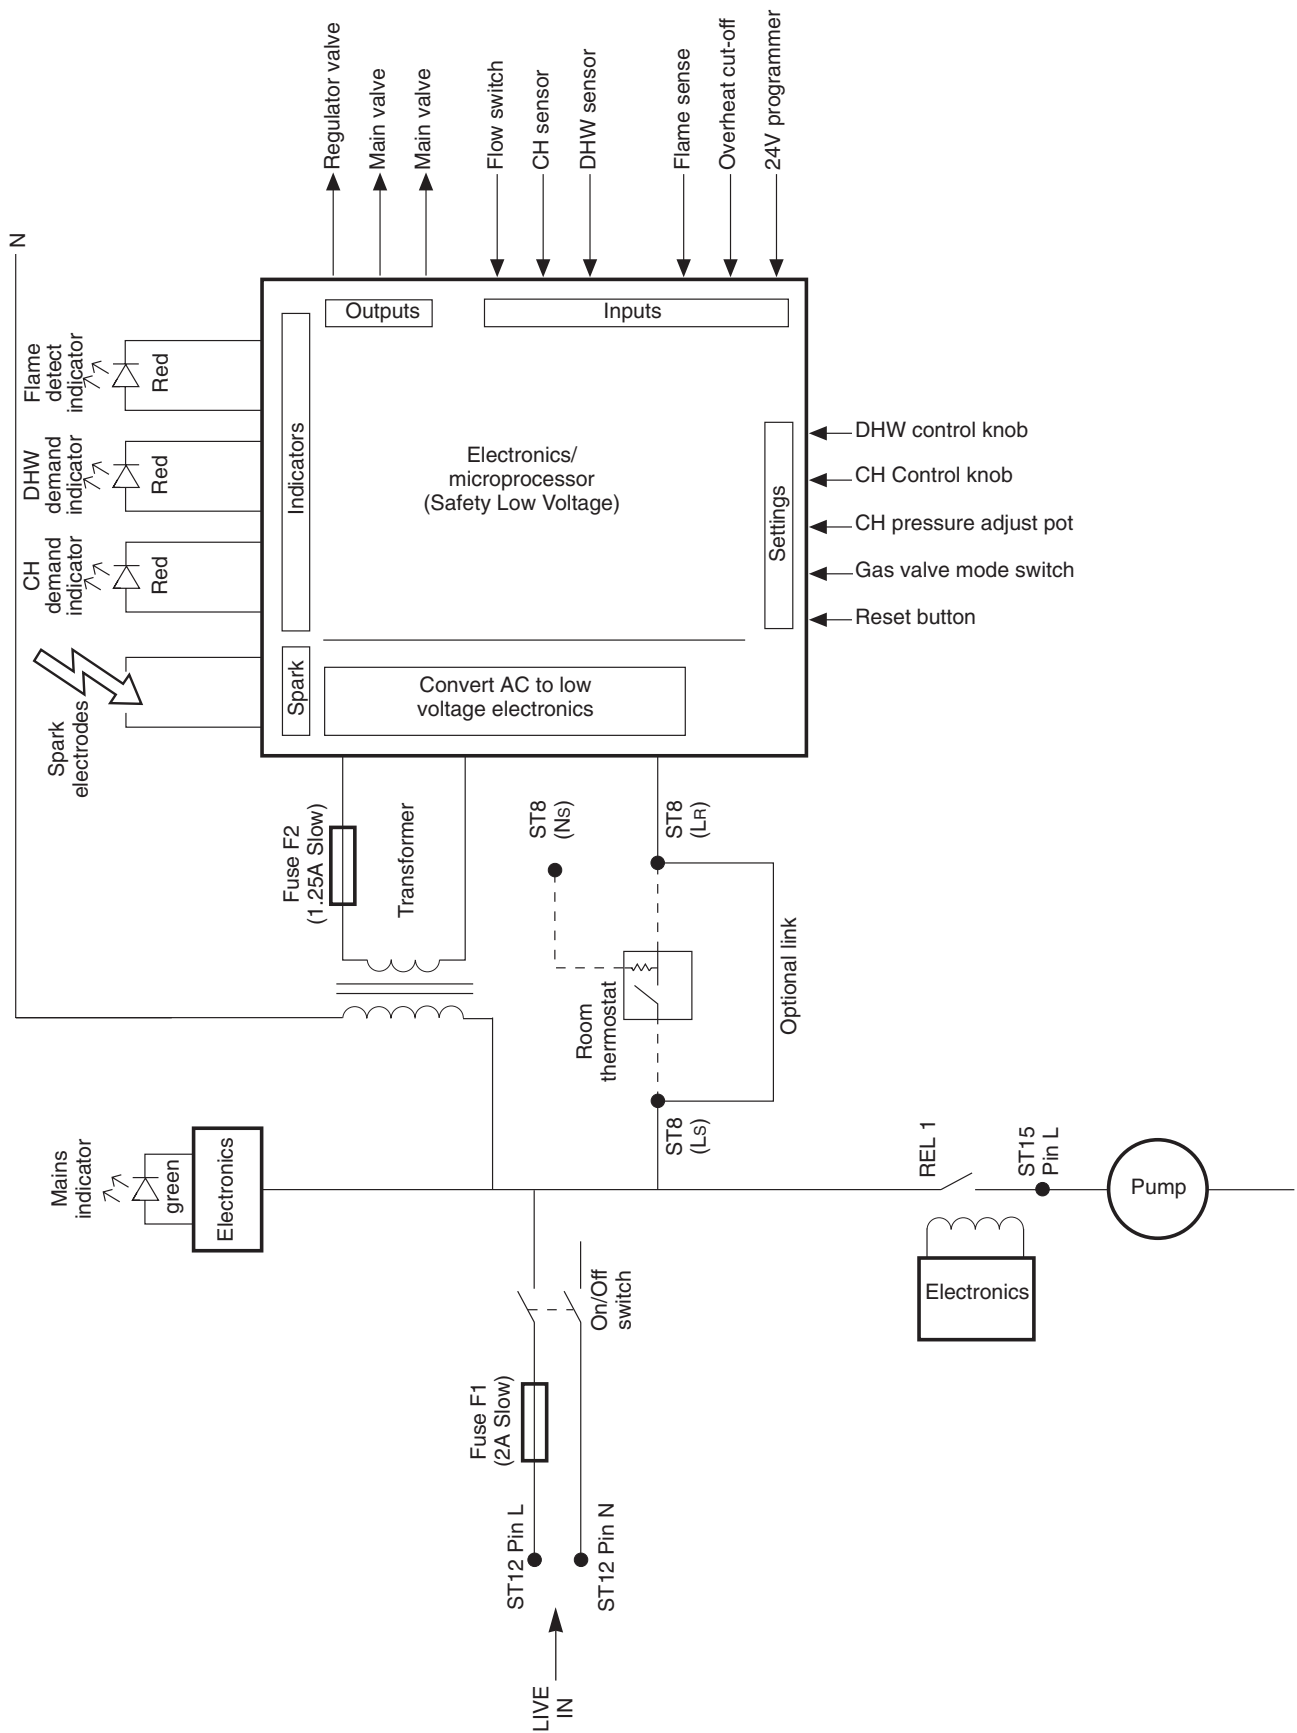 N
Flame
detect
indicator
Red
DHW
demand
indicator
Red
CH
demand
indicator
Red
Spark
electrodes
Regulator valve
Main valve
Main valve
Flow switch
CH sensor
DHW sensor
Flame sense
Overheat cut-off
24V programmer
Outputs
Inputs
Indicators
Spark
Electronics/
microprocessor
(Safety Low Voltage)
Settings
Convert AC to low
voltage electronics
DHW control knob
CH Control knob
CH pressure adjust pot
Gas valve mode switch
Reset button
Fuse F2
(1.25A Slow)
Transformer
ST8
(NS)
ST8
(LR)
Room
thermostat
Optional link
ST8
(LS)
Mains
indicator
green
Electronics
REL 1
ST15
Pin L
Pump
Electronics
On/Off
switch
Fuse F1
(2A Slow)
ST12 Pin L
ST12 Pin N
LIVE
IN